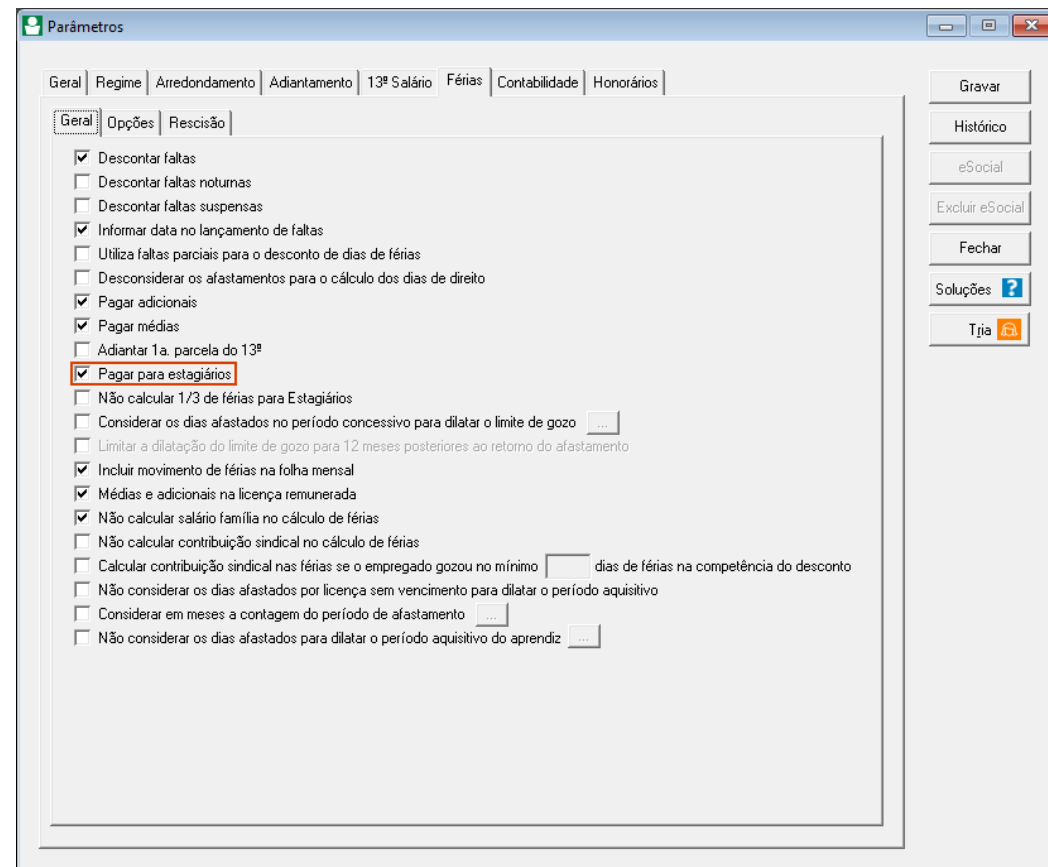 Parâmetros
Geral Regime Arredondamento Adiantamento 13º Salário Férias Contabilidade Honorários
Gravar
Geral Opções Rescisão
Histórico
Descontar faltas
eSocial
Descontar faltas noturnas
Descontar faltas suspensas
Excluir eSocial
Informar data no lançamento de faltas
Utiliza faltas parciais para o desconto de dias de férias
Fechar
Desconsiderar os afastamentos para o cálculo dos dias de direito
Soluções ?
Pagar adicionais
Pagar médias
Tria
Adiantar 1a. parcela do 13º
Pagar para estagiários
Não calcular 1/3 de férias para Estagiários
Considerar os dias afastados no período concessivo para dilatar o limite de gozo ...
Limitar a dilatação do limite de gozo para 12 meses posteriores ao retorno do afastamento
Incluir movimento de férias na folha mensal
Médias e adicionais na licença remunerada
Não calcular salário família no cálculo de férias
Não calcular contribuição sindical no cálculo de férias
Calcular contribuição sindical nas férias se o empregado gozou no mínimo dias de férias na competência do desconto
Não considerar os dias afastados por licença sem vencimento para dilatar o período aquisitivo
Considerar em meses a contagem do período de afastamento ...
Não considerar os dias afastados para dilatar o período aquisitivo do aprendiz ...